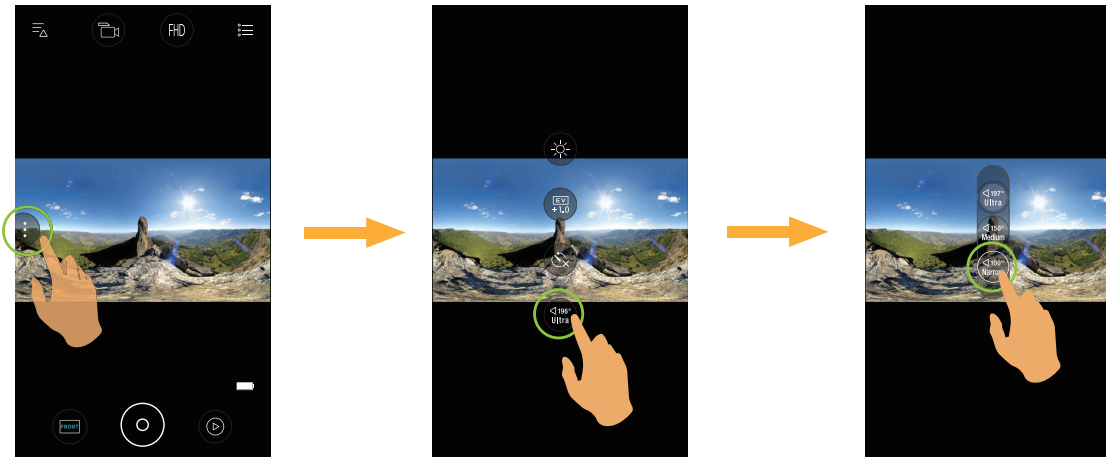 FHD
FRONT
EV
+1.0
196°
Ultra
197°
Ultra
150°
Medium
100°
Narrow